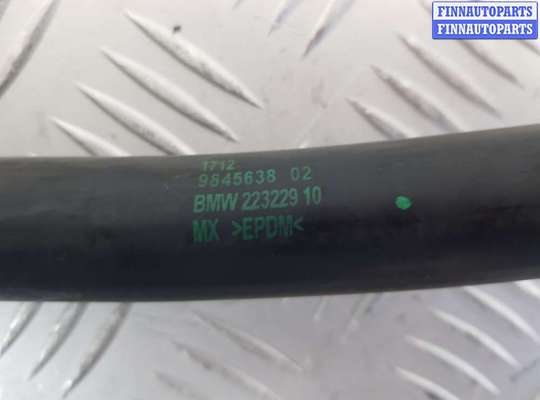 FINNAUTOPARTS
FINNAUTOPARTS
1712
9845638 02
BMW 223229 10
MX >EPDM<